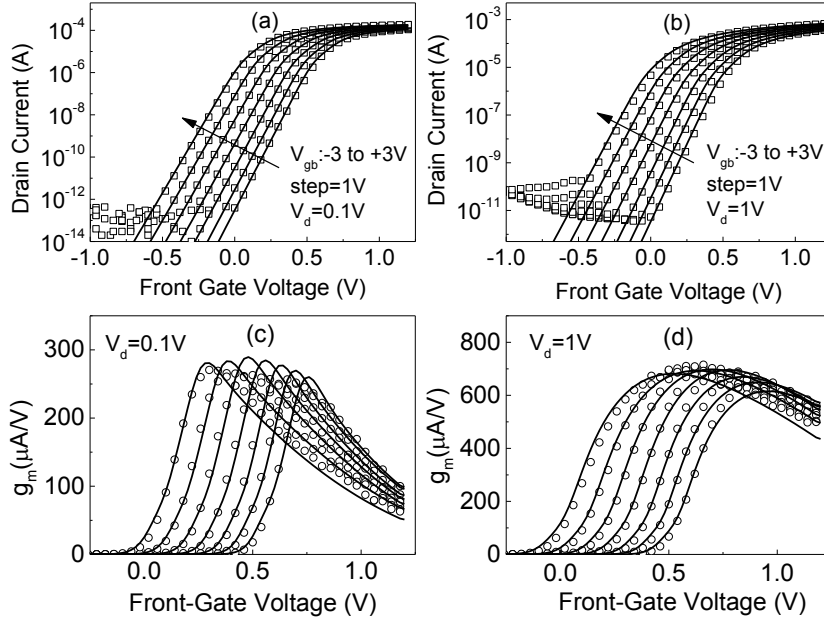 (a)
Drain Current (A)
10⁻⁴
10⁻⁶
10⁻⁸
10⁻¹⁰
10⁻¹²
10⁻¹⁴
V_gb:-3 to +3V
step=1V
V_d=0.1V
-1.0 -0.5 0.0 0.5 1.0
Front Gate Voltage (V)
(b)
Drain Current (A)
10⁻³
10⁻⁵
10⁻⁷
10⁻⁹
10⁻¹¹
V_gb:-3 to +3V
step=1V
V_d=1V
-1.0 -0.5 0.0 0.5 1.0
Front Gate Voltage (V)
V_d=0.1V
(c)
g_m(μA/V)
300
200
100
0
0.0 0.5 1.0
Front-Gate Voltage (V)
V_d=1V
(d)
g_m(μA/V)
800
600
400
200
0
0.0 0.5 1.0
Front-Gate Voltage (V)